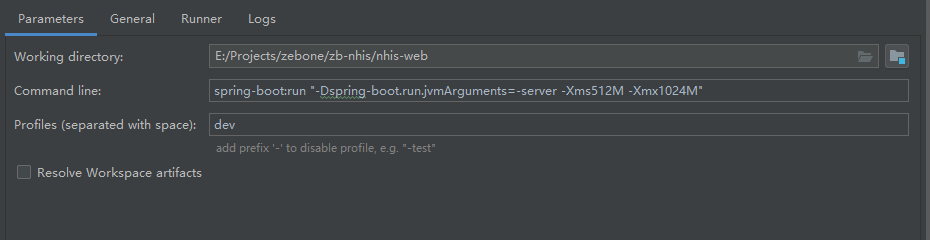 Parameters General Runner Logs
Working directory: E:/Projects/zebone/zb-nhis/nhis-web
Command line: spring-boot:run "-Dspring-boot.run.jvmArguments=-server -Xms512M -Xmx1024M"
Profiles (separated with space): dev
add prefix '-' to disable profile, e.g. "-test"
Resolve Workspace artifacts